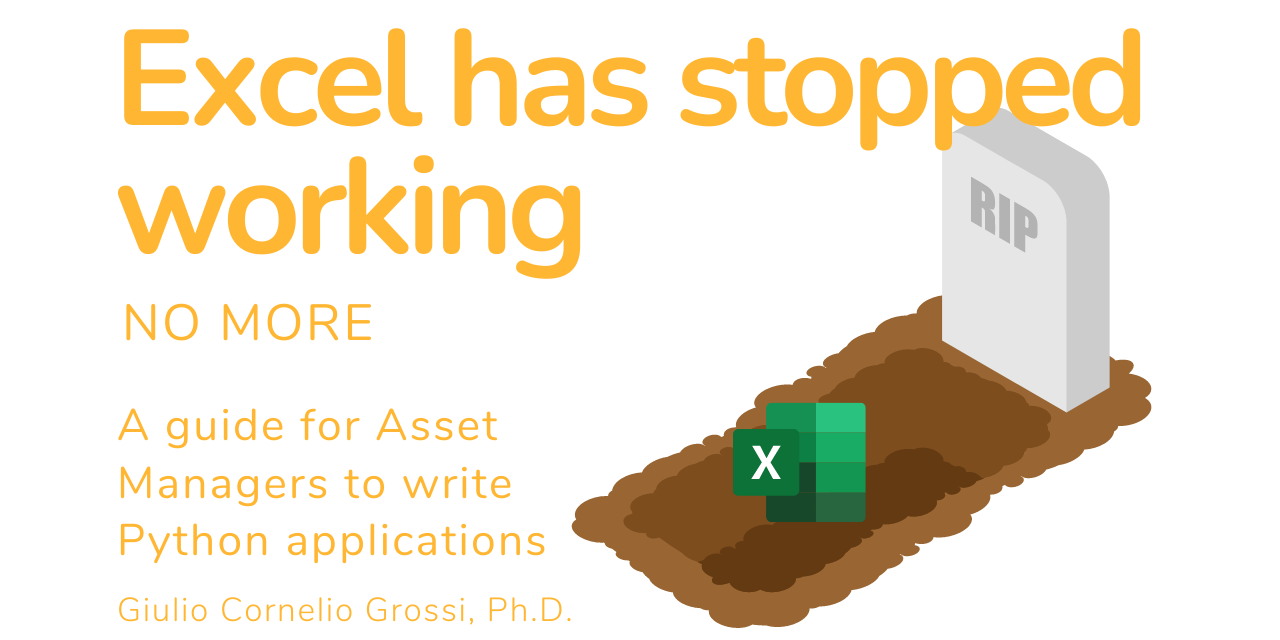 Excel has stopped
working
NO MORE
RIP
A guide for Asset
Managers to write
Python applications
X
Giulio Cornelio Grossi, Ph.D.